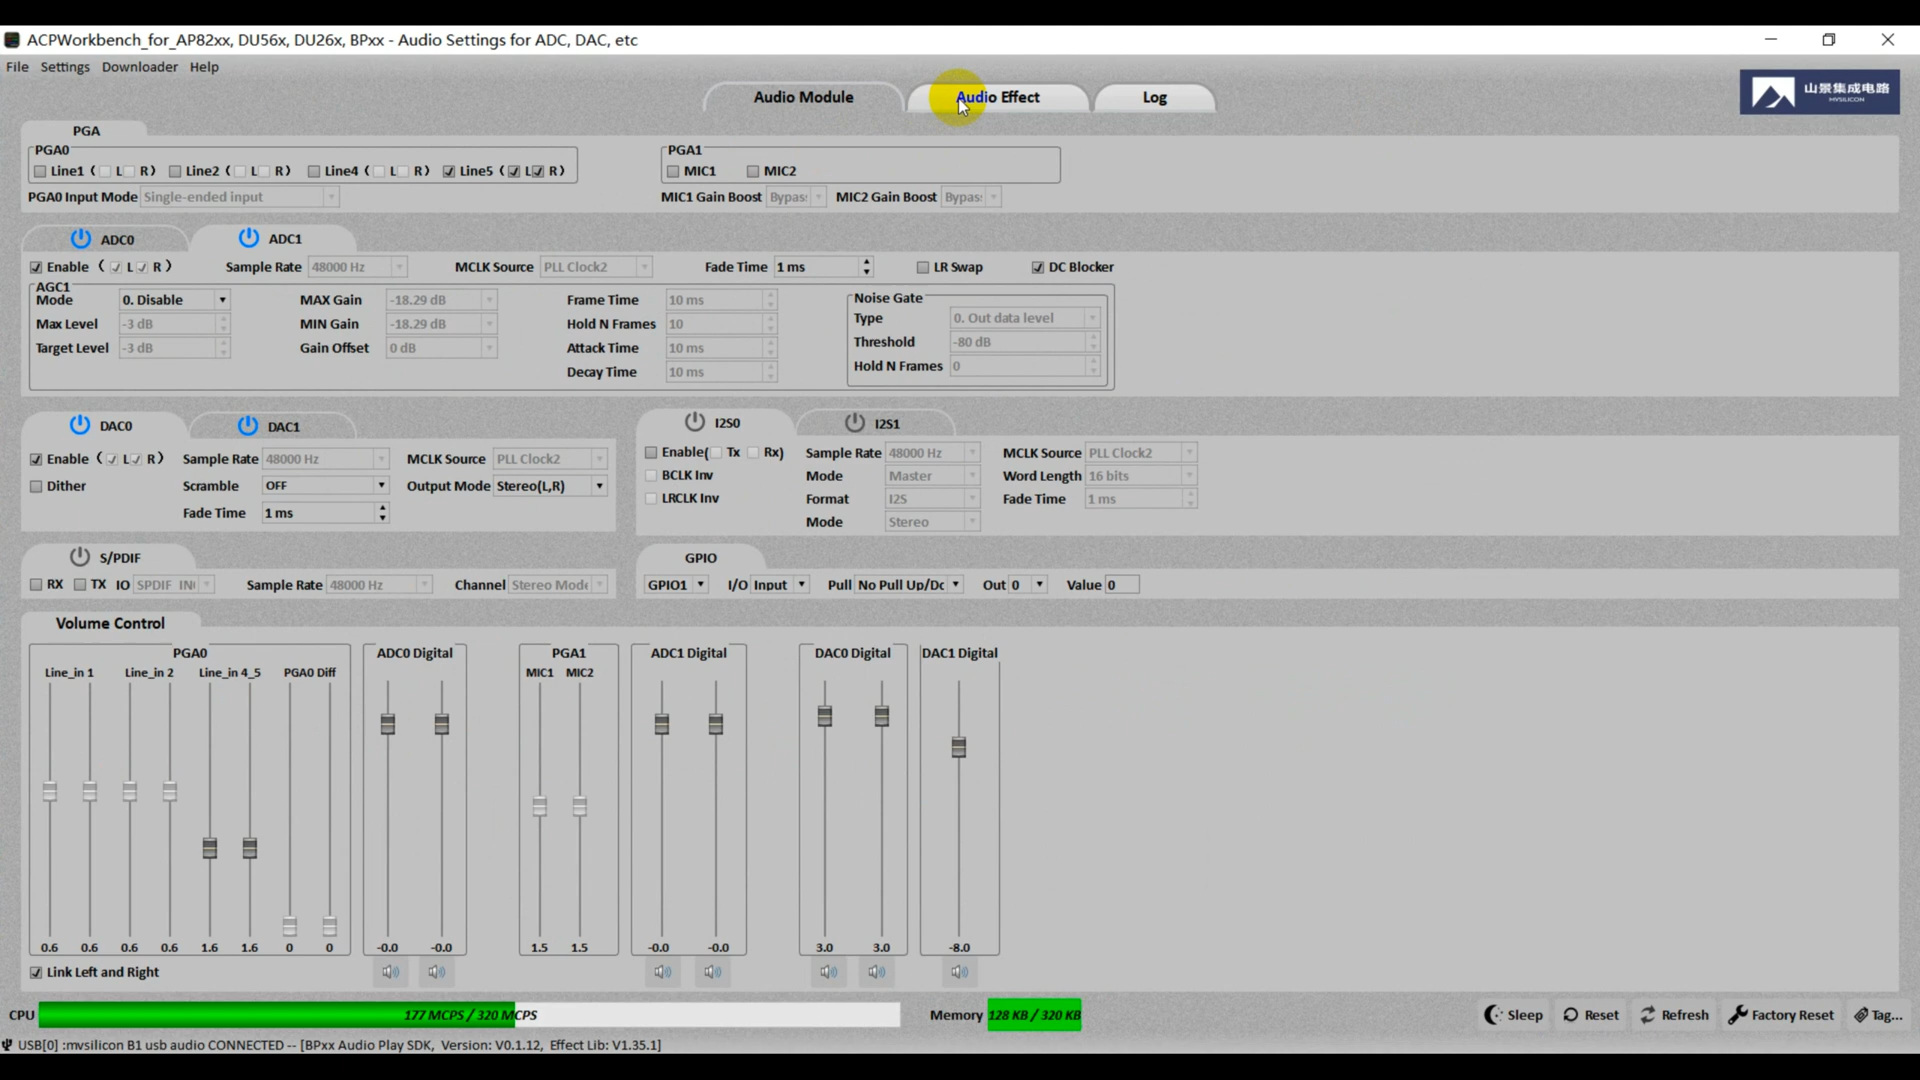 ACPWorkbench_for_AP82xx, DU56x, DU26x, BPxx - Audio Settings for ADC, DAC, etc
File Settings Downloader Help
Audio Module Audio Effect Log
山景集成电路
MVSILICON
PGA
PGA0 PGA1
Line1 ( L R ) Line2 ( L R ) Line4 ( L R ) Line5 ( L R ) MIC1 MIC2
PGA0 Input Mode Single-ended input MIC1 Gain Boost Bypas: MIC2 Gain Boost Bypas:
ADC0 ADC1
Enable ( L R ) Sample Rate 48000 Hz MCLK Source PLL Clock2 Fade Time 1 ms LR Swap DC Blocker
AGC1
Mode 0. Disable MAX Gain -18.29 dB Frame Time 10 ms Noise Gate
Max Level -3 dB MIN Gain -18.29 dB Hold N Frames 10 Type 0. Out data level
Target Level -3 dB Gain Offset 0 dB Attack Time 10 ms Threshold -80 dB
Decay Time 10 ms Hold N Frames 0
DAC0 DAC1 I2S0 I2S1
Enable ( L R ) Sample Rate 48000 Hz MCLK Source PLL Clock2
Dither Scramble OFF Output Mode Stereo(L,R)
Fade Time 1 ms
Enable( Tx Rx) Sample Rate 48000 Hz MCLK Source PLL Clock2
BCLK Inv Mode Master Word Length 16 bits
LRCLK Inv Format I2S Fade Time 1 ms
Mode Stereo
S/PDIF GPIO
RX TX IO SPDIF_IN( Sample Rate 48000 Hz Channel Stereo Mode
GPIO1 I/O Input Pull No Pull Up/Dc Out 0 Value 0
Volume Control
PGA0 ADC0 Digital PGA1 ADC1 Digital DAC0 Digital DAC1 Digital
Line_in 1 Line_in 2 Line_in 4_5 PGA0 Diff MIC1 MIC2
0.6 0.6 0.6 0.6 1.6 1.6 0 0 -0.0 -0.0 1.5 1.5 -0.0 -0.0 3.0 3.0 -8.0
Link Left and Right
CPU 177 MCPS / 320 MCPS Memory 128 KB / 320 KB Sleep Reset Refresh Factory Reset Tag...
USB[0] :mvsilicon B1 usb audio CONNECTED -- [BPxx Audio Play SDK, Version: V0.1.12, Effect Lib: V1.35.1]